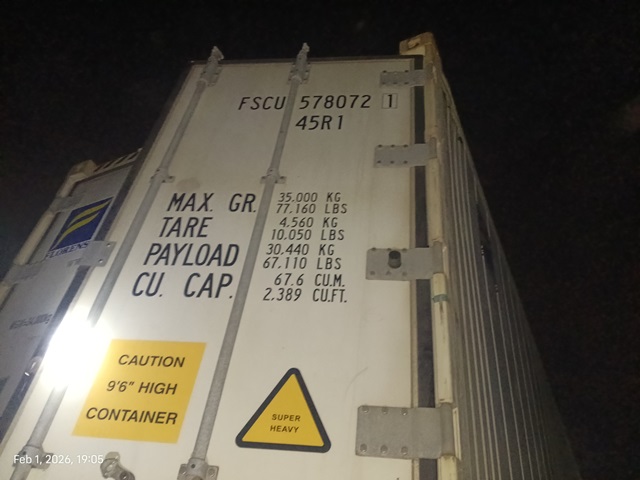 FSCU 578072 1
45R1
MAX. GR. 35.000 KG
77.160 LBS
TARE 4.560 KG
10.050 LBS
PAYLOAD 30.440 KG
67.110 LBS
CU. CAP. 67.6 CU.M.
2.389 CU.FT.
FLORENS
CAUTION
9'6" HIGH
CONTAINER
SUPER
HEAVY
Feb 1, 2026, 19:05